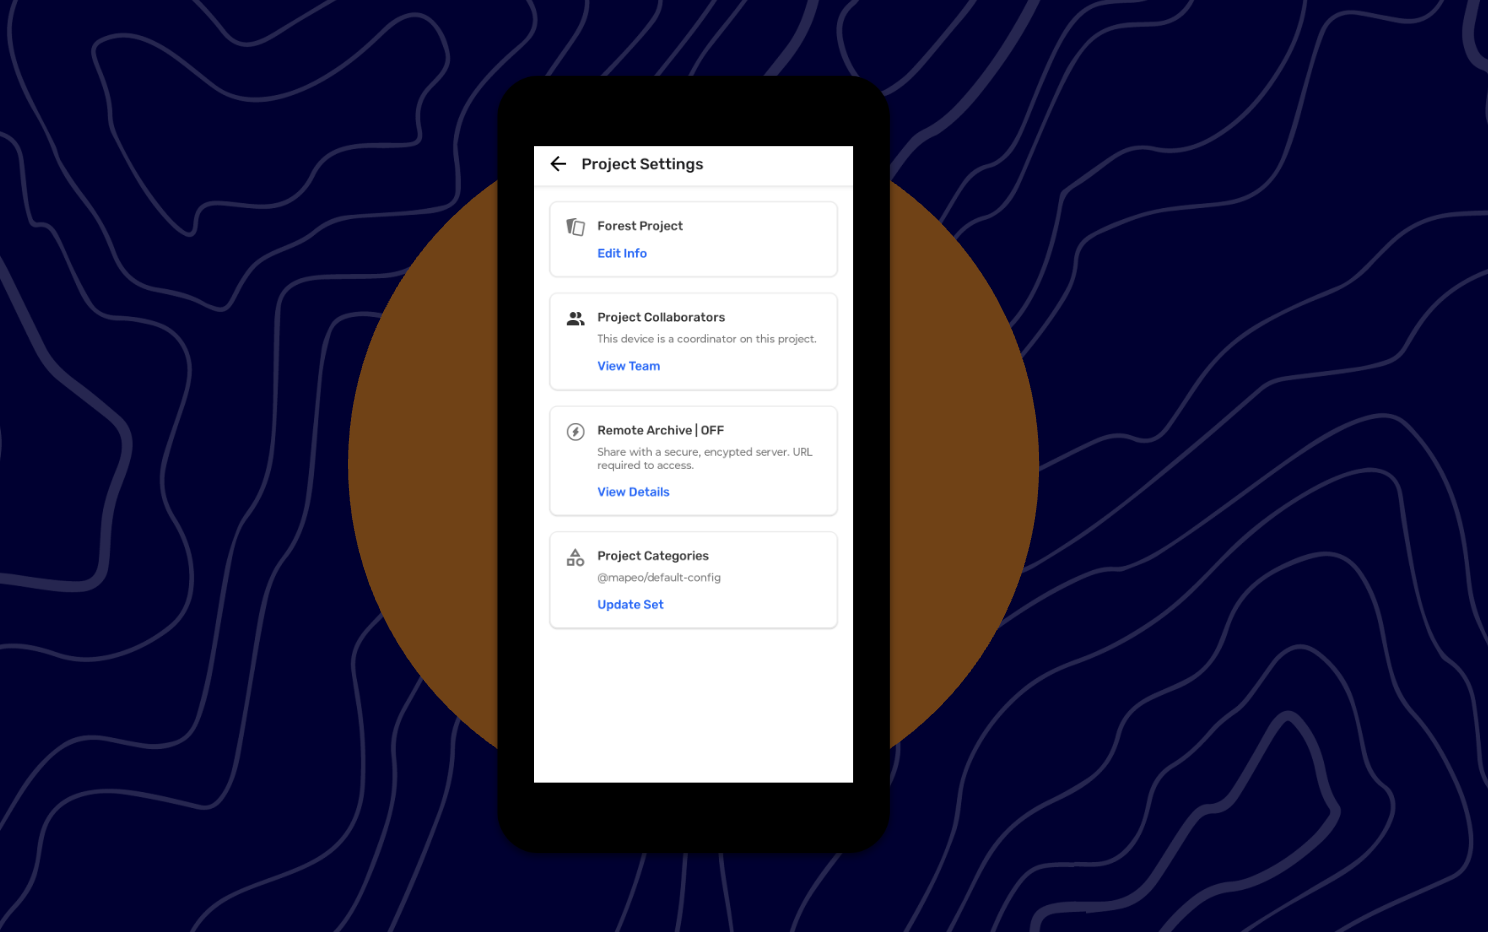 Project Settings
Forest Project
Edit Info
Project Collaborators
This device is a coordinator on this project.
View Team
Remote Archive | OFF
Share with a secure, encrypted server. URL
required to access.
View Details
Project Categories
@mapeo/default-config
Update Set